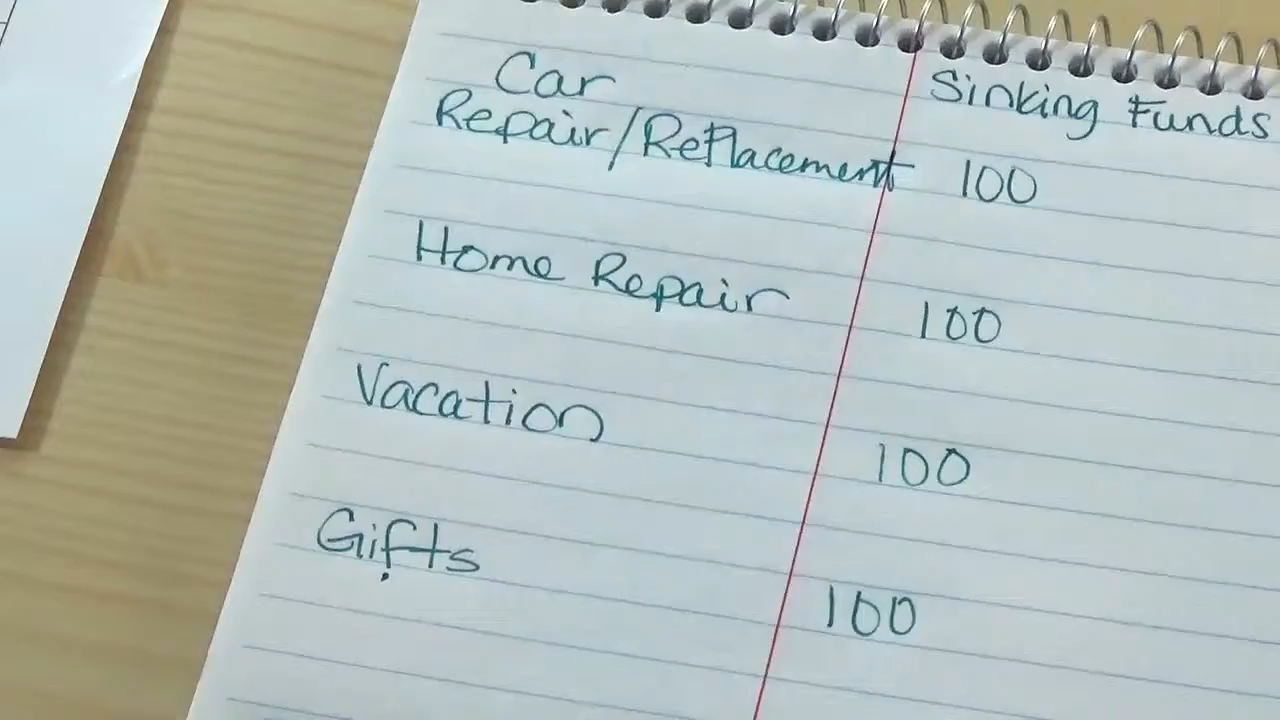 Car Sinking Funds
Repair/Replacement 100
Home Repair 100
Vacation 100
Gifts 100